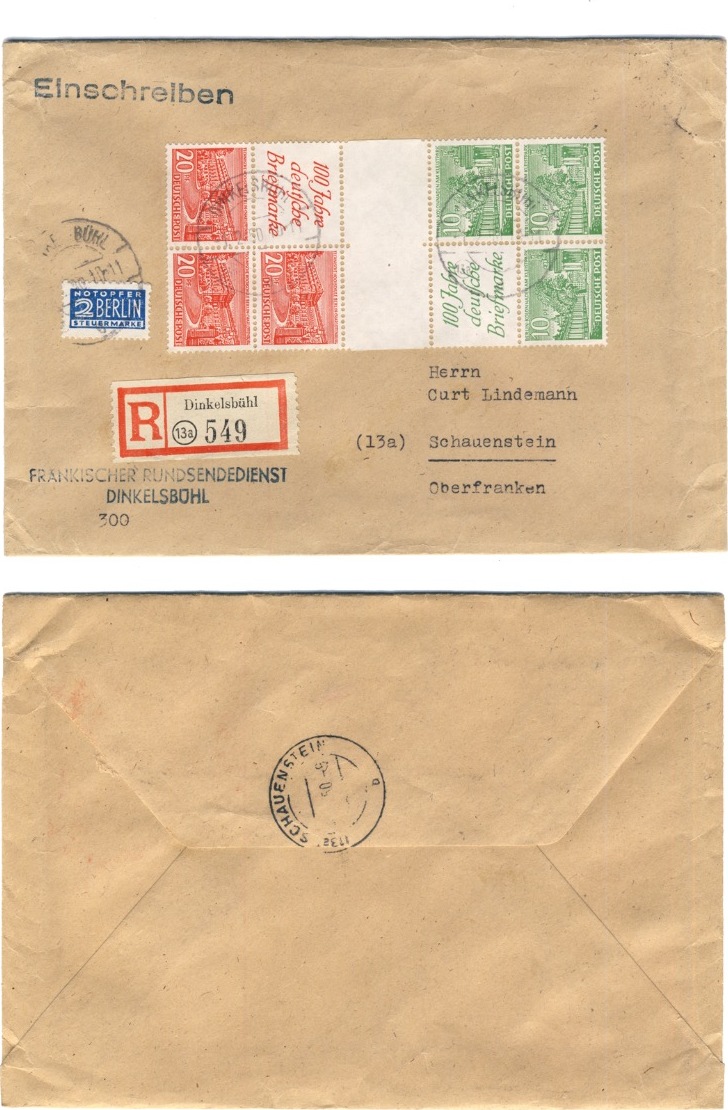 Einschreiben
20
DEUTSCHE POST
100 Jahre
deutsche
Briefmarke
20
DEUTSCHE POST
20
DEUTSCHE POST
10
10
DEUTSCHE POST
100 Jahre
deutsche
Briefmarke
10
DEUTSCHE POST
BÜHL
NOTOPFER
2 BERLIN
STEUERMARKE
R
Dinkelsbühl
(13a) 549
Herrn
Curt Lindemann
(13a) Schauenstein
Oberfranken
FRÄNKISCHER RUNDSENDEDIENST
DINKELSBÜHL
300
SCHAUENSTEIN
(13a)
a